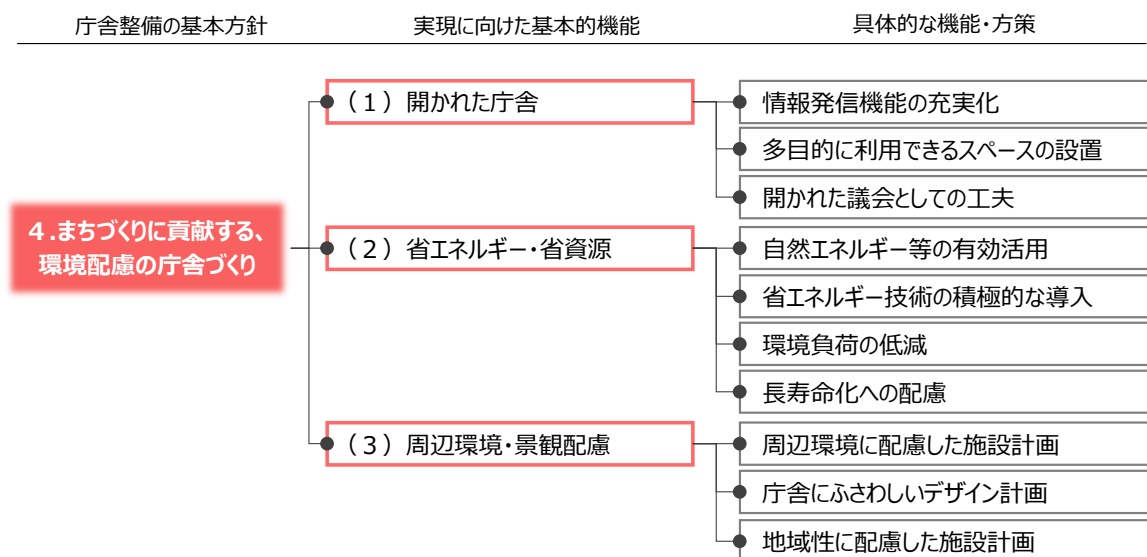 庁舎整備の基本方針
実現に向けた基本的機能
具体的な機能・方策
4.まちづくりに貢献する、
環境配慮の庁舎づくり
(1)開かれた庁舎
情報発信機能の充実化
多目的に利用できるスペースの設置
開かれた議会としての工夫
(2)省エネルギー・省資源
自然エネルギー等の有効活用
省エネルギー技術の積極的な導入
環境負荷の低減
長寿命化への配慮
(3)周辺環境・景観配慮
周辺環境に配慮した施設計画
庁舎にふさわしいデザイン計画
地域性に配慮した施設計画